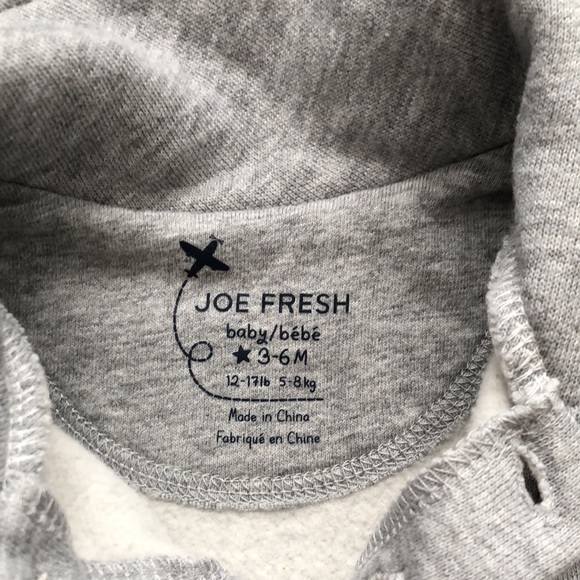 JOE FRESH
baby/bébé
★ 3-6M
12-17lb 5-8kg
Made in China
Fabriqué en Chine